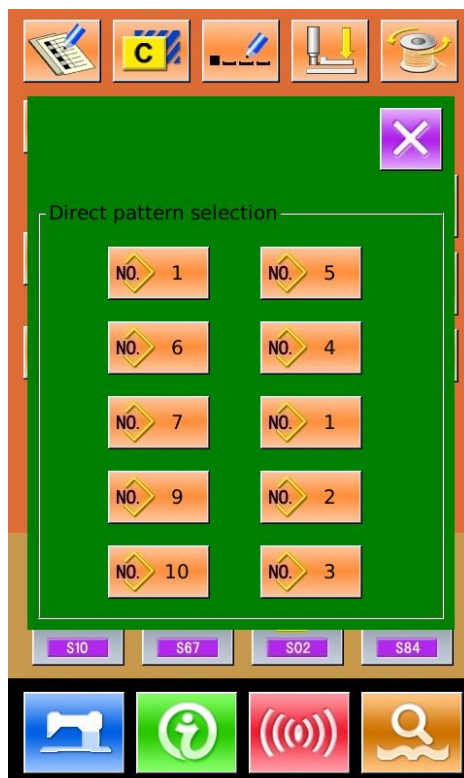 C
Direct pattern selection
NO. 1 NO. 5
NO. 6 NO. 4
NO. 7 NO. 1
NO. 9 NO. 2
NO. 10 NO. 3
S10 S67 S02 S84